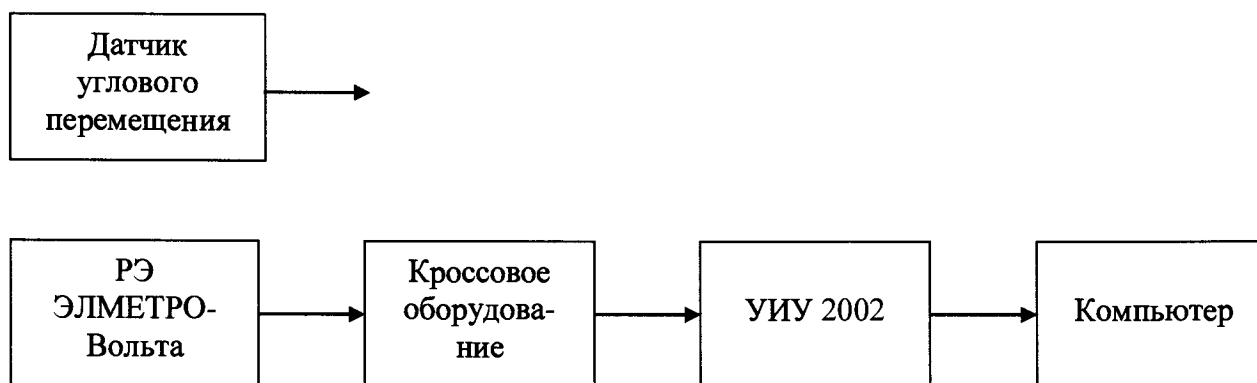 Датчик
углового
перемещения
РЭ
ЭЛМЕТРО-
Вольта
Кроссовое
оборудова-
ние
УИУ 2002
Компьютер